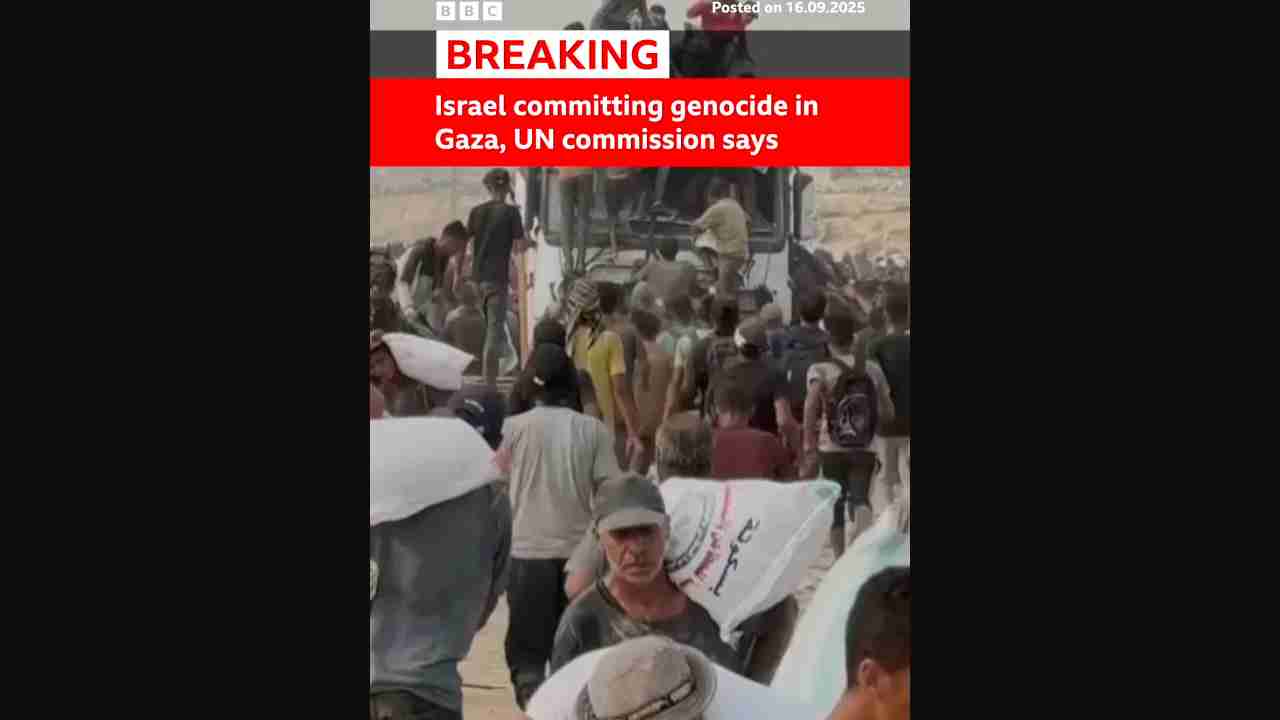 BBC
Posted on 16.09.2025
BREAKING
Israel committing genocide in
Gaza, UN commission says